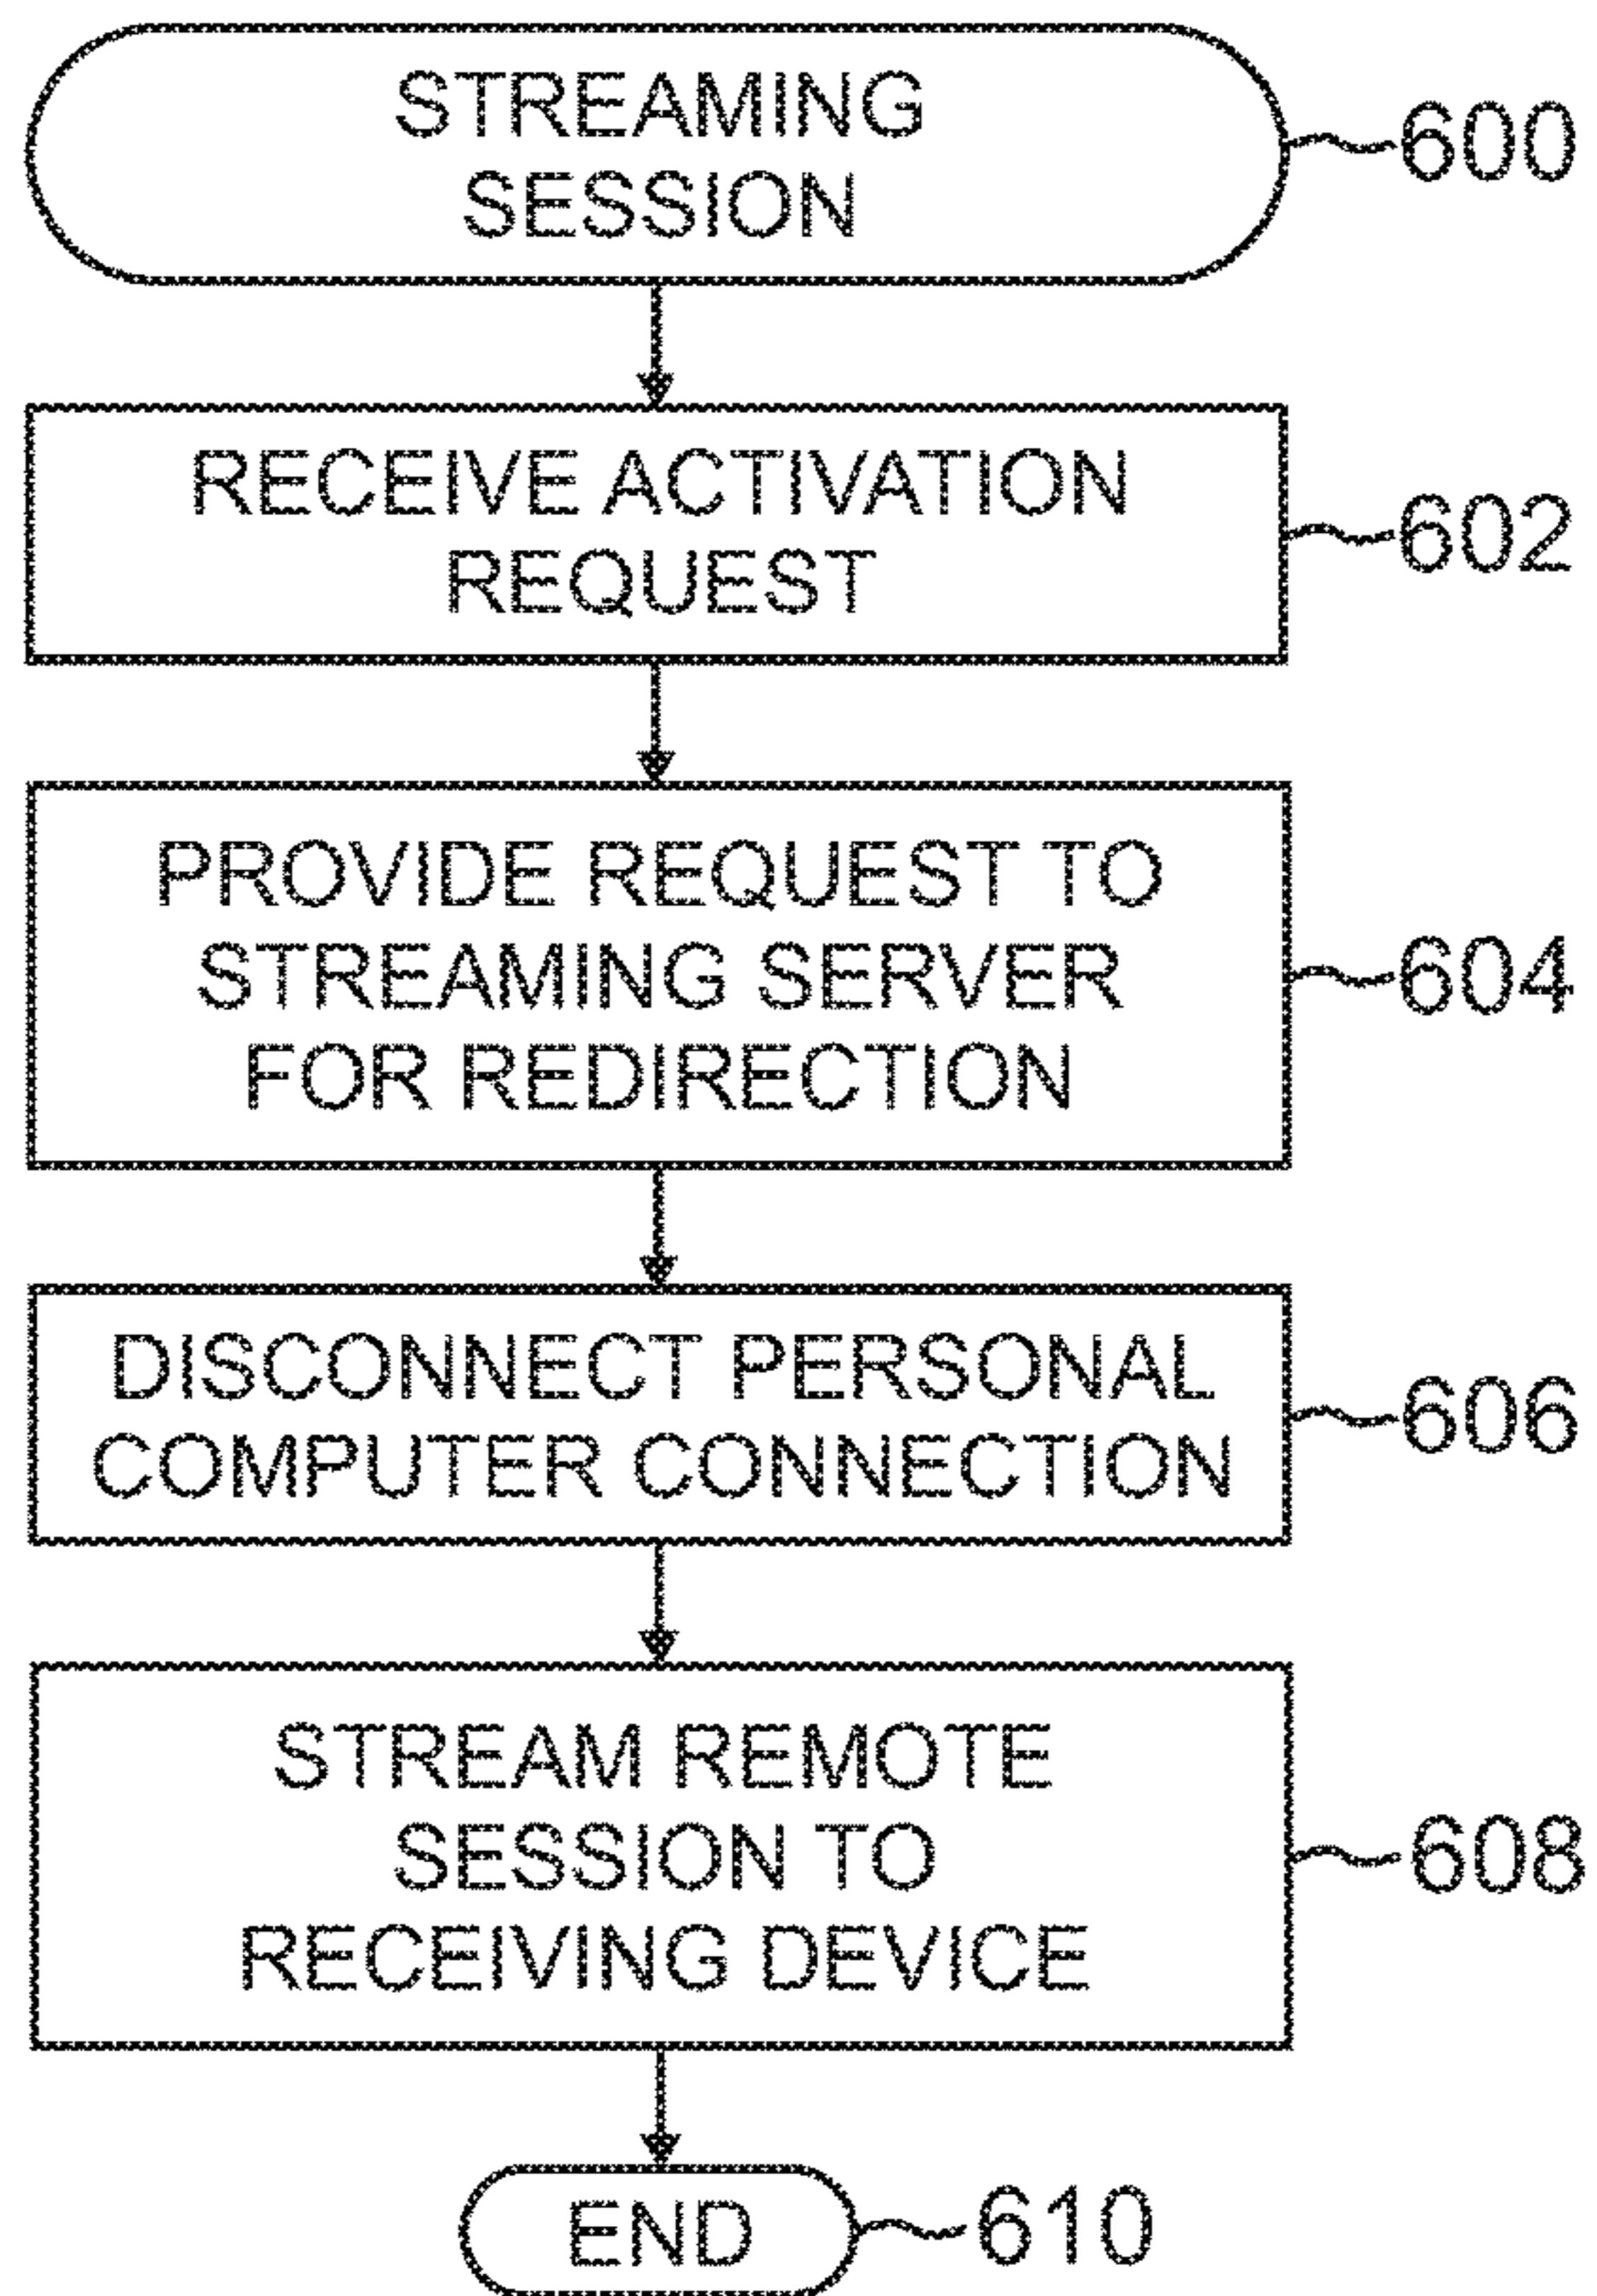 STREAMING
SESSION
600
RECEIVE ACTIVATION
REQUEST
602
PROVIDE REQUEST TO
STREAMING SERVER
FOR REDIRECTION
604
DISCONNECT PERSONAL
COMPUTER CONNECTION
606
STREAM REMOTE
SESSION TO
RECEIVING DEVICE
608
END
610